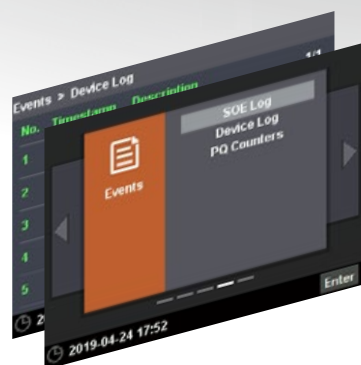 Events > Device Log
1/1
No. Timestamp Description
1
2
3
4
5
Events
SOE Log
Device Log
PQ Counters
Enter
2019-04-24 17:52